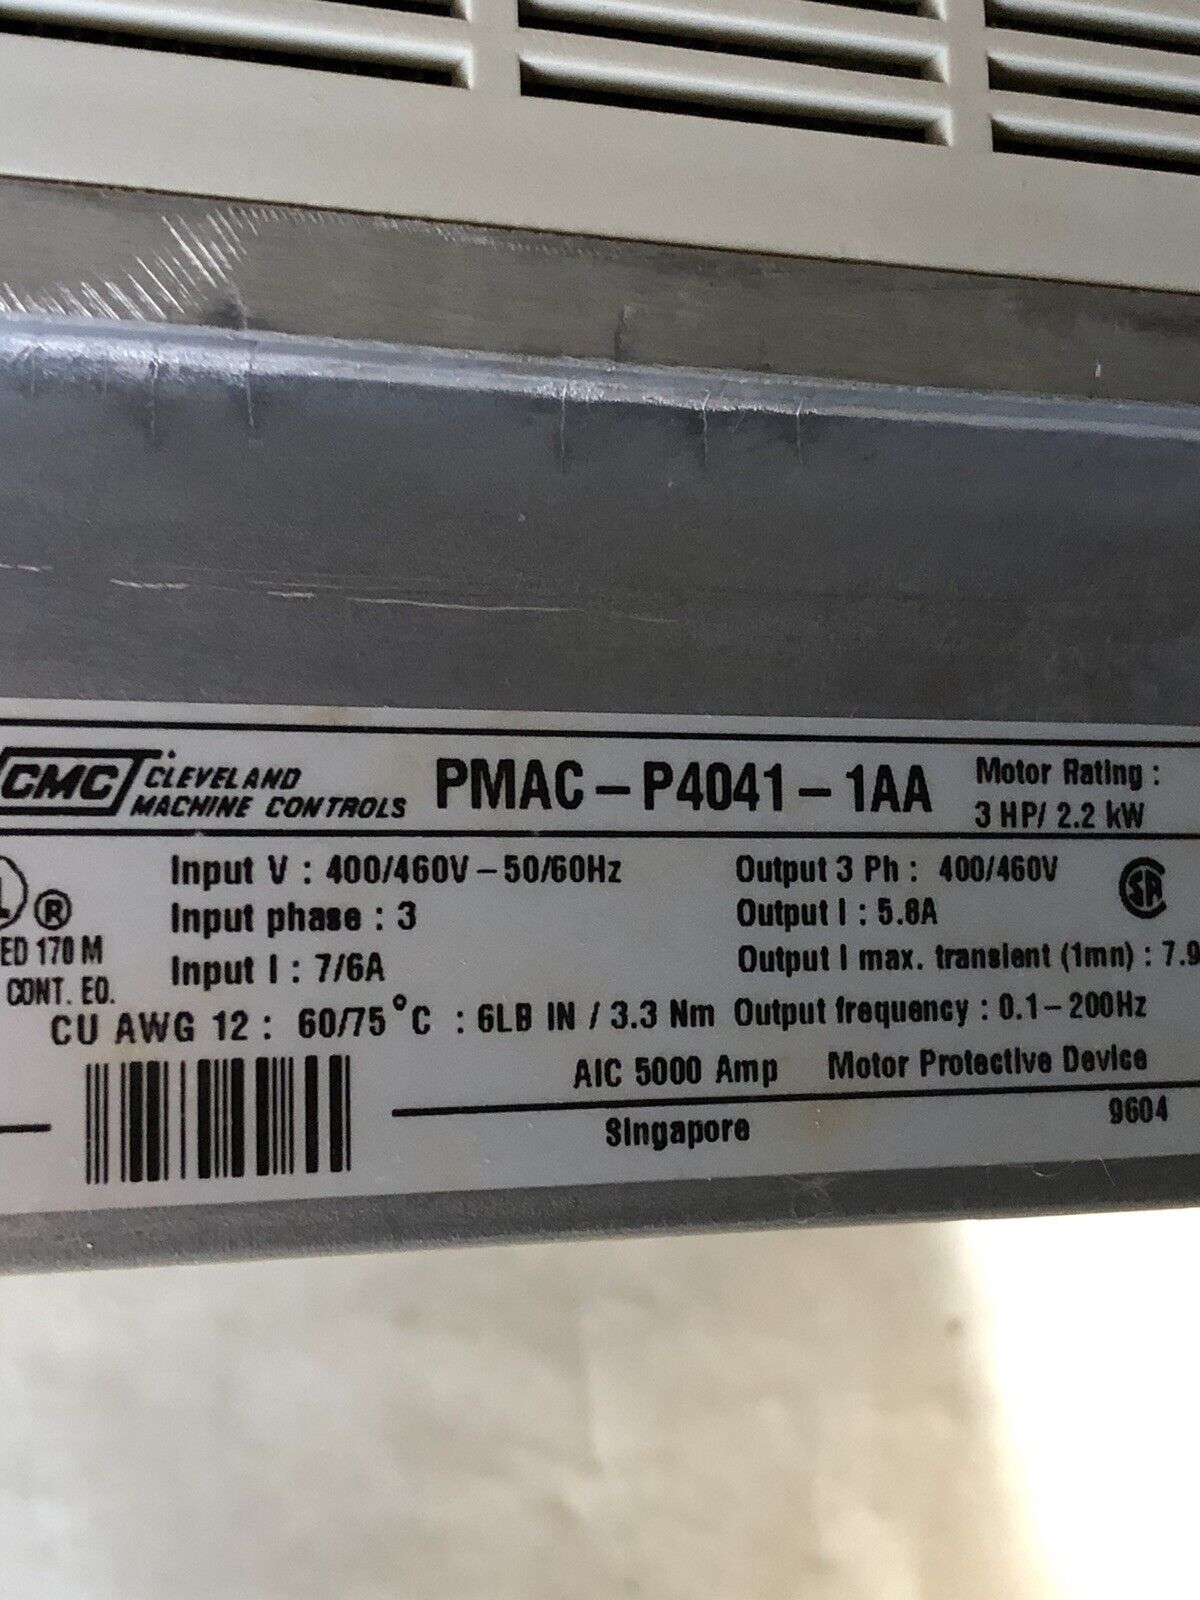 CMC CLEVELAND
MACHINE CONTROLS
PMAC-P4041-1AA
Motor Rating :
3 HP/ 2.2 kW
Input V : 400/460V-50/60Hz
Input phase : 3
Input I : 7/6A
Output 3 Ph : 400/460V
Output I : 5.8A
Output I max. transient (1mn) : 7.9
Output frequency : 0.1-200Hz
®
ED 170 M
CONT. EQ.
CU AWG 12 : 60/75°C : 6LB IN / 3.3 Nm
AIC 5000 Amp Motor Protective Device
Singapore
9604